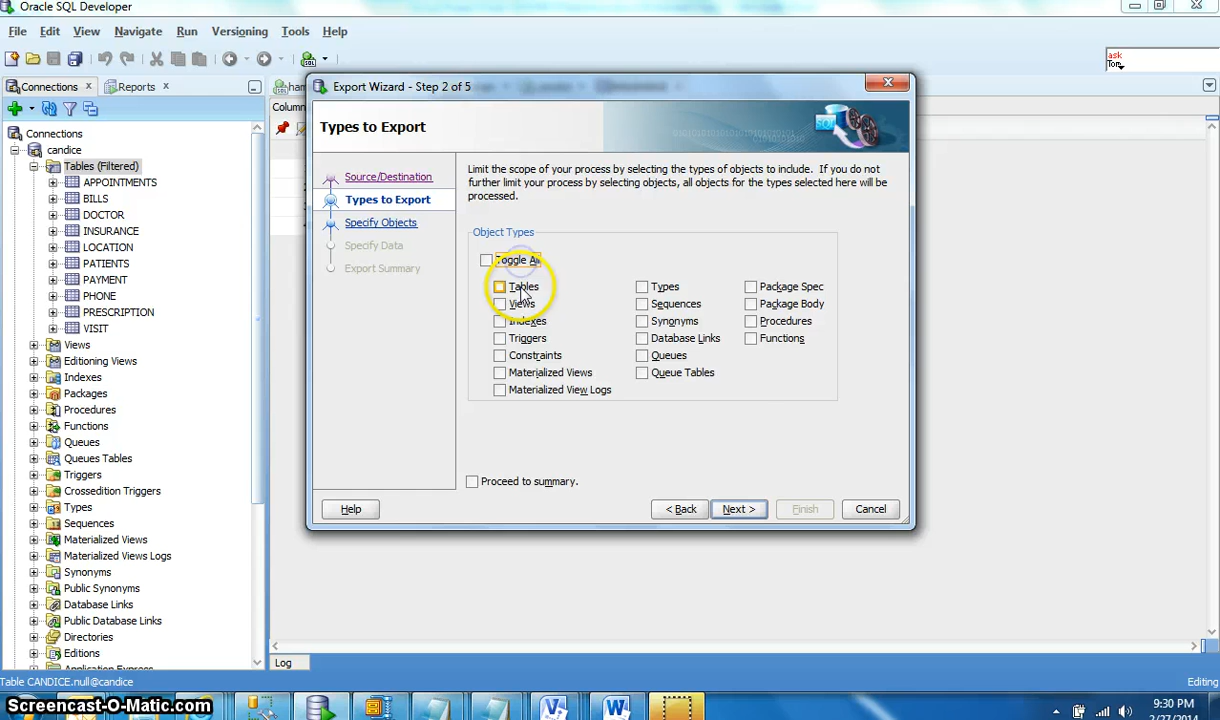 Oracle SQL Developer
File Edit View Navigate Run Versioning Tools Help
ask
Tom
Connections Reports
Connections
candice
Tables (Filtered)
APPOINTMENTS
BILLS
DOCTOR
INSURANCE
LOCATION
PATIENTS
PAYMENT
PHONE
PRESCRIPTION
VISIT
Views
Editioning Views
Indexes
Packages
Procedures
Functions
Queues
Queues Tables
Triggers
Crossedition Triggers
Types
Sequences
Materialized Views
Materialized Views Logs
Synonyms
Public Synonyms
Database Links
Public Database Links
Directories
Editions
Export Wizard - Step 2 of 5
Types to Export
SQL
Source/Destination
Types to Export
Specify Objects
Specify Data
Export Summary
Limit the scope of your process by selecting the types of objects to include. If you do not
further limit your process by selecting objects, all objects for the types selected here will be
processed.
Object Types
Toggle All
Tables Types Package Spec
Views Sequences Package Body
Indexes Synonyms Procedures
Triggers Database Links Functions
Constraints Queues
Materialized Views Queue Tables
Materialized View Logs
Proceed to summary.
Help < Back Next > Finish Cancel
Log
Table CANDICE.null@candice Editing
Screencast-O-Matic.com
9:30 PM
2/27/2014